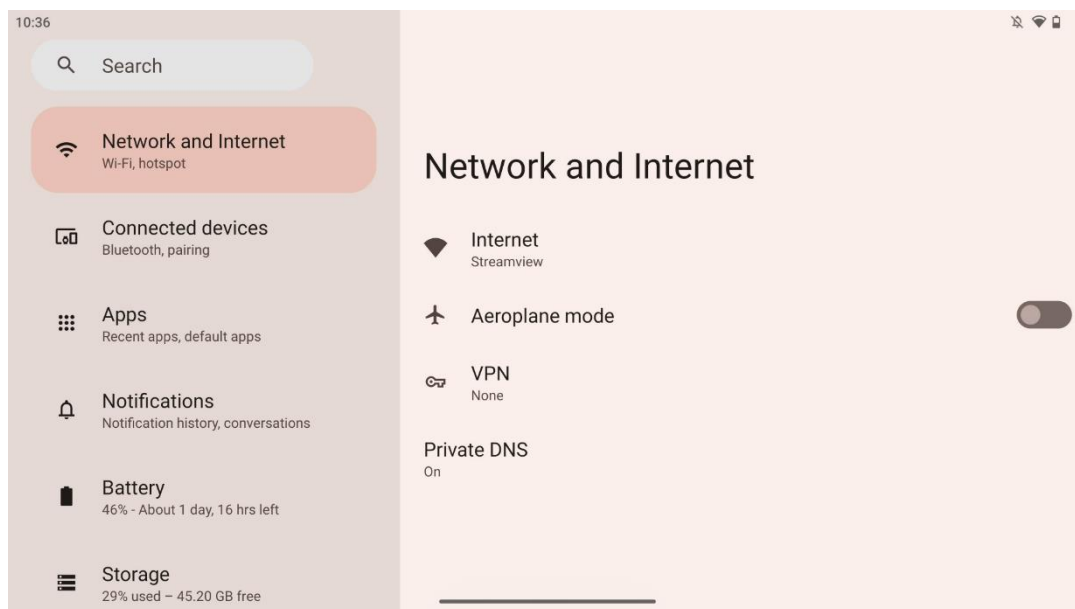 10:36
Search
Network and Internet
Wi-Fi, hotspot
Connected devices
Bluetooth, pairing
Apps
Recent apps, default apps
Notifications
Notification history, conversations
Battery
46% - About 1 day, 16 hrs left
Storage
29% used – 45.20 GB free
Network and Internet
Internet
Streamview
Aeroplane mode
VPN
None
Private DNS
On